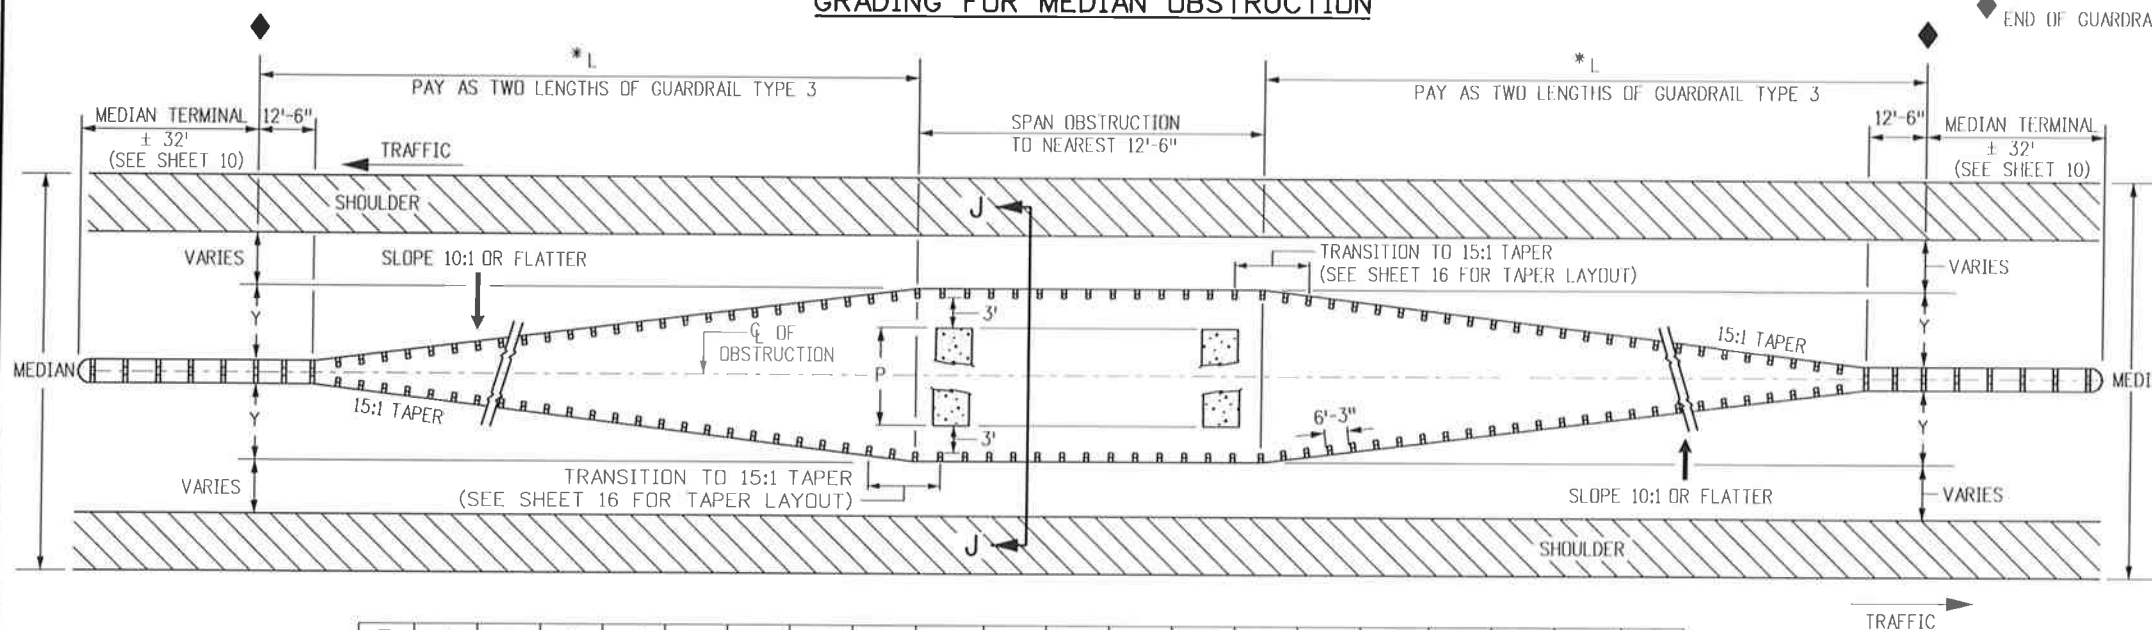 GRADING FOR MEDIAN OBSTRUCTION
END OF GUARDRA
*L
PAY AS TWO LENGTHS OF GUARDRAIL TYPE 3
*L
PAY AS TWO LENGTHS OF GUARDRAIL TYPE 3
MEDIAN TERMINAL
± 32'
(SEE SHEET 10)
12'-6"
TRAFFIC
SPAN OBSTRUCTION
TO NEAREST 12'-6"
12'-6"
MEDIAN TERMINAL
± 32'
(SEE SHEET 10)
SHOULDER
J
VARIES
SLOPE 10:1 OR FLATTER
TRANSITION TO 15:1 TAPER
(SEE SHEET 16 FOR TAPER LAYOUT)
VARIES
Y
3'
℄ OF
OBSTRUCTION
15:1 TAPER
Y
MEDIAN
P
MEDI
15:1 TAPER
Y
6'-3"
3'
Y
TRANSITION TO 15:1 TAPER
(SEE SHEET 16 FOR TAPER LAYOUT)
VARIES
SLOPE 10:1 OR FLATTER
VARIES
J
SHOULDER
TRAFFIC